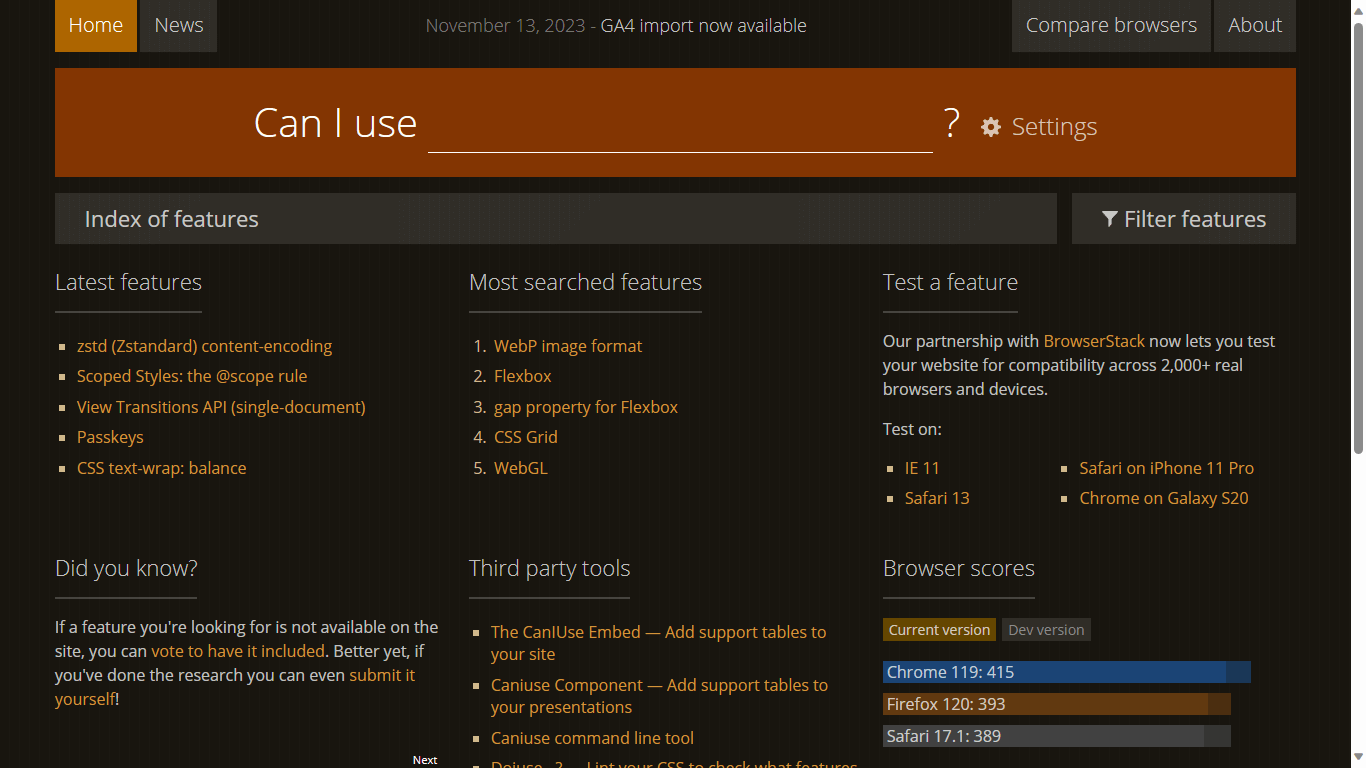 Home
News
November 13, 2023 - GA4 import now available
Compare browsers
About
Can I use ?
Settings
Index of features
Filter features
Latest features
zstd (Zstandard) content-encoding
Scoped Styles: the @scope rule
View Transitions API (single-document)
Passkeys
CSS text-wrap: balance
Most searched features
1. WebP image format
2. Flexbox
3. gap property for Flexbox
4. CSS Grid
5. WebGL
Test a feature
Our partnership with BrowserStack now lets you test
your website for compatibility across 2,000+ real
browsers and devices.
Test on:
IE 11
Safari 13
Safari on iPhone 11 Pro
Chrome on Galaxy S20
Did you know?
If a feature you're looking for is not available on the
site, you can vote to have it included. Better yet, if
you've done the research you can even submit it
yourself!
Next
Third party tools
The CanIUse Embed — Add support tables to
your site
Caniuse Component — Add support tables to
your presentations
Caniuse command line tool
Lint your CSS to check what features
Browser scores
Current version
Dev version
Chrome 119: 415
Firefox 120: 393
Safari 17.1: 389